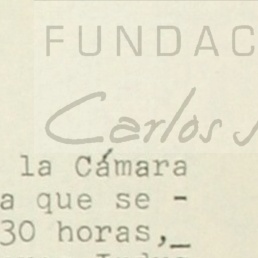 FUNDAC
Carlos
la Cámara
a que se -
30 horas,_